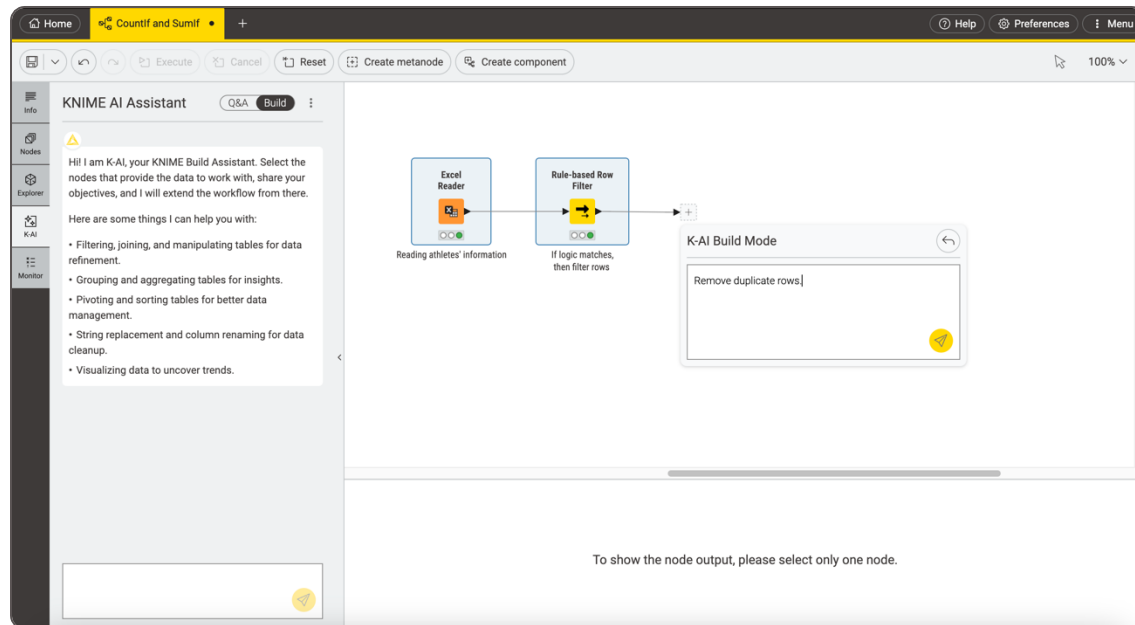 Home
CountIf and SumIf
Help
Preferences
Menu
Execute
Cancel
Reset
Create metanode
Create component
100%
Info
Nodes
Explorer
K-AI
Monitor
KNIME AI Assistant
Q&A
Build
Hi! I am K-AI, your KNIME Build Assistant. Select the
nodes that provide the data to work with, share your
objectives, and I will extend the workflow from there.
Here are some things I can help you with:
• Filtering, joining, and manipulating tables for data
refinement.
• Grouping and aggregating tables for insights.
• Pivoting and sorting tables for better data
management.
• String replacement and column renaming for data
cleanup.
• Visualizing data to uncover trends.
Excel
Reader
Reading athletes' information
Rule-based Row
Filter
If logic matches,
then filter rows
K-AI Build Mode
Remove duplicate rows.
To show the node output, please select only one node.